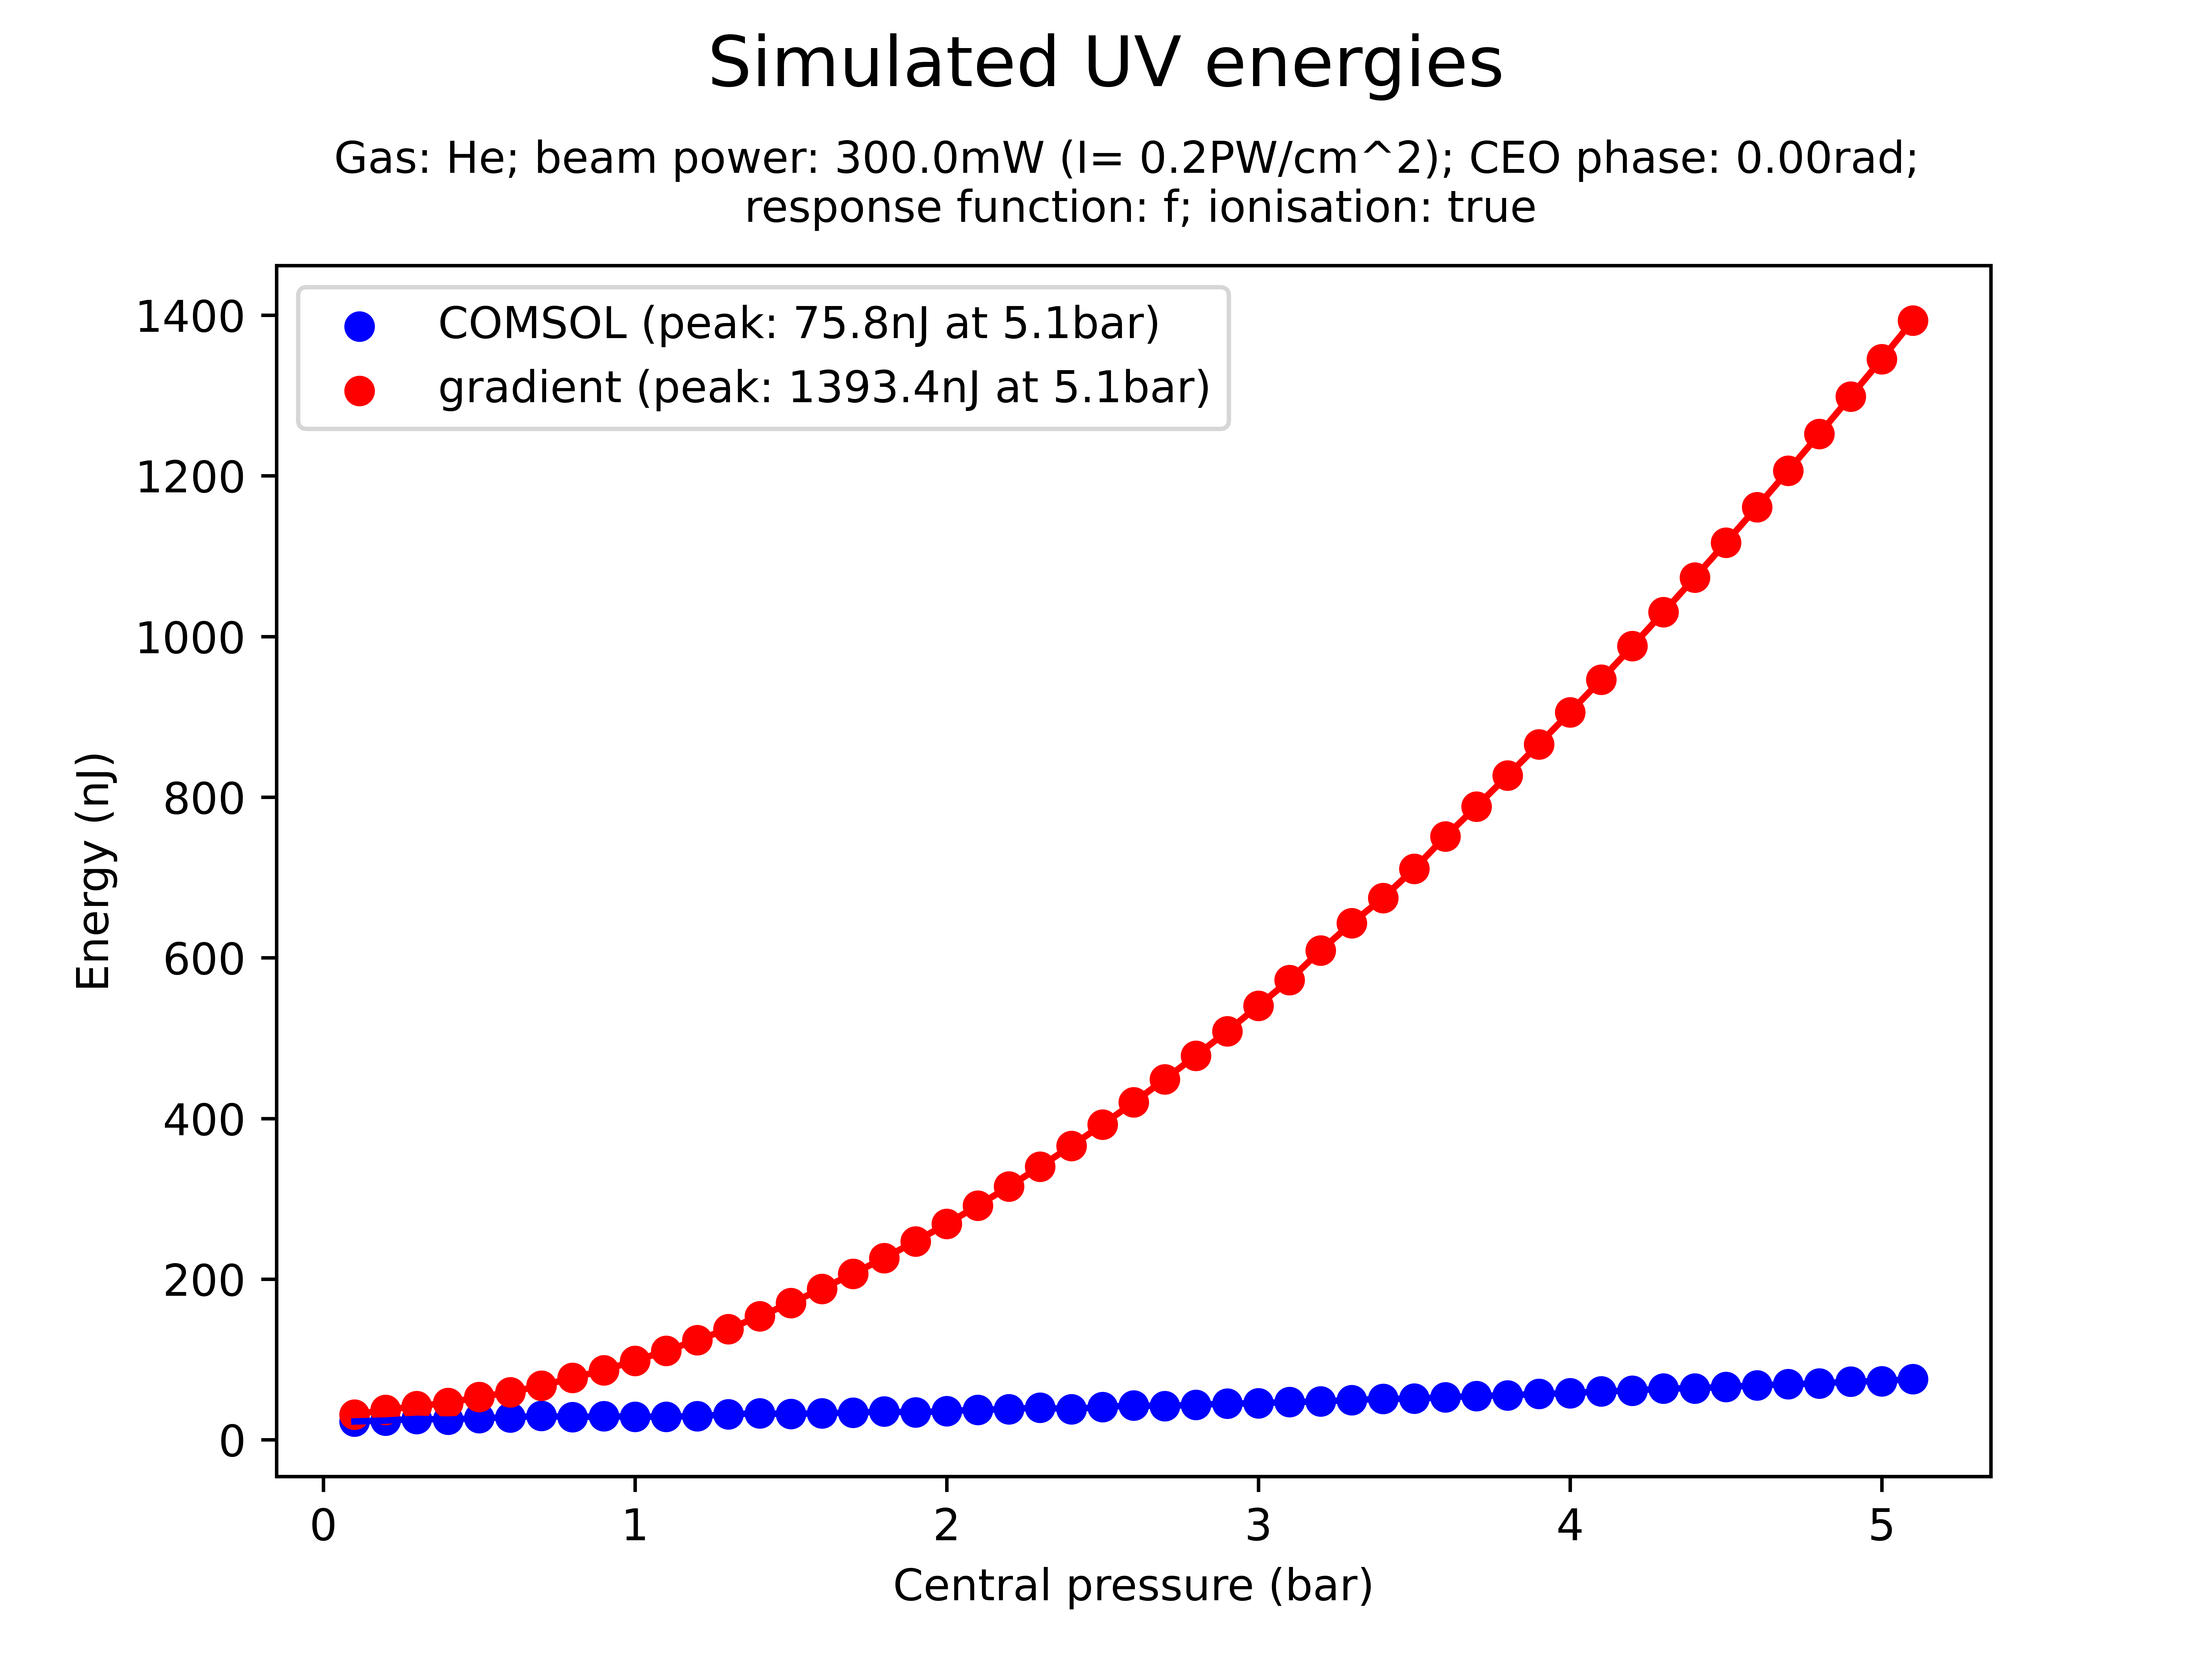 Simulated UV energies
Gas: He; beam power: 300.0mW (I= 0.2PW/cm^2); CEO phase: 0.00rad;
response function: f; ionisation: true
COMSOL (peak: 75.8nJ at 5.1bar)
gradient (peak: 1393.4nJ at 5.1bar)
1400
1200
1000
800
600
400
200
0
Energy (nJ)
0 1 2 3 4 5
Central pressure (bar)